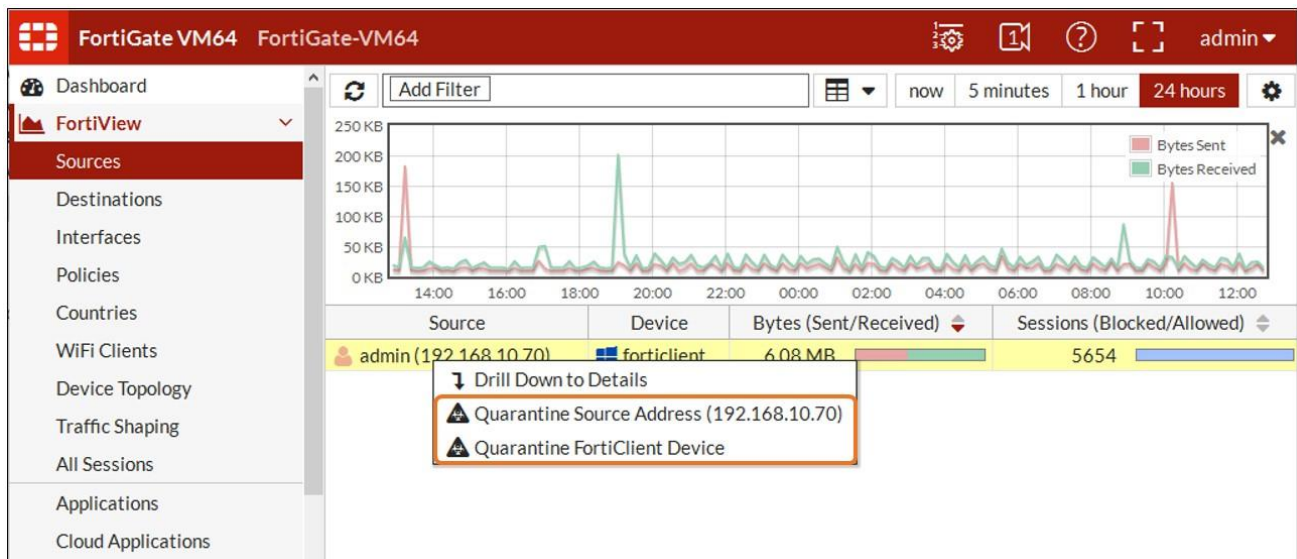 FortiGate VM64 FortiGate-VM64
1 2 3
1
?
admin
Dashboard
FortiView
Sources
Destinations
Interfaces
Policies
Countries
WiFi Clients
Device Topology
Traffic Shaping
All Sessions
Applications
Cloud Applications
Add Filter now 5 minutes 1 hour 24 hours
250 KB
200 KB
150 KB
100 KB
50 KB
0 KB
Bytes Sent
Bytes Received
14:00 16:00 18:00 20:00 22:00 00:00 02:00 04:00 06:00 08:00 10:00 12:00
Source Device Bytes (Sent/Received) Sessions (Blocked/Allowed)
admin (192.168.10.70) forticlient 6.08 MB 5654
Drill Down to Details
Quarantine Source Address (192.168.10.70)
Quarantine FortiClient Device